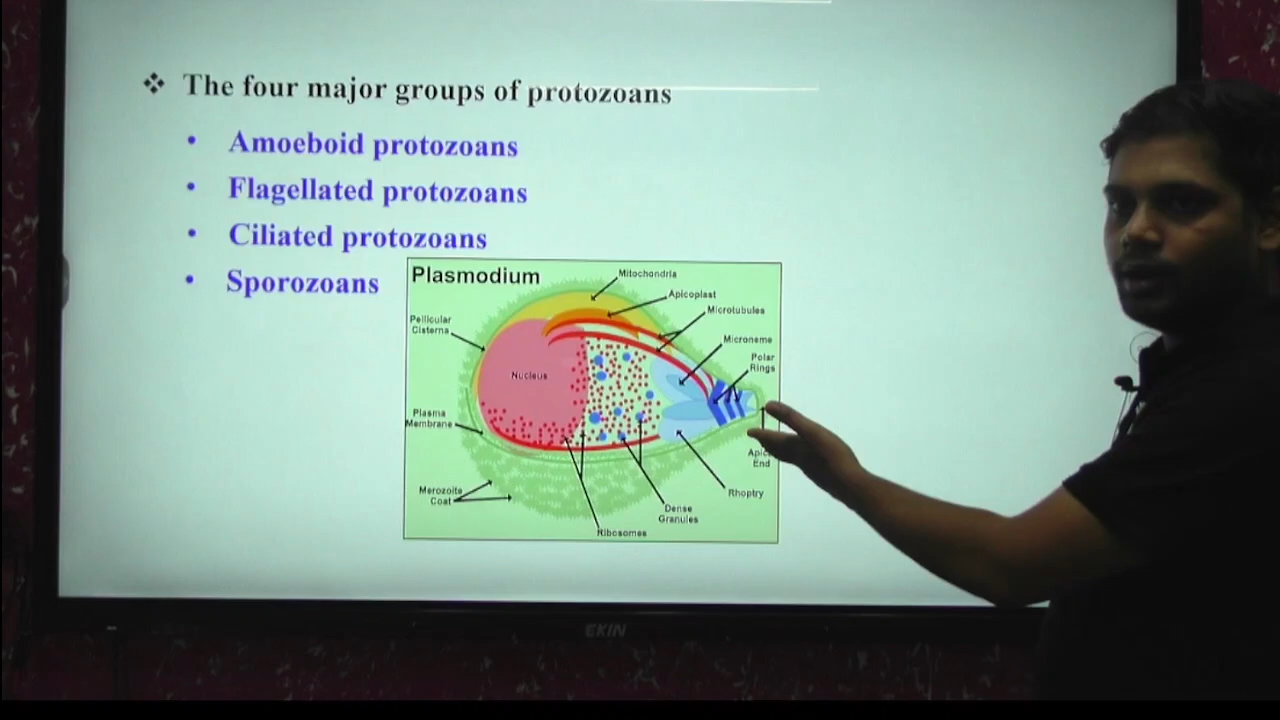 ❖ The four major groups of protozoans
• Amoeboid protozoans
• Flagellated protozoans
• Ciliated protozoans
• Sporozoans
Plasmodium
Mitochondria
Apicoplast
Microtubules
Microneme
Polar
Rings
Pellicular
Cisterna
Nucleus
Plasma
Membrane
Merozoite
Coat
Ribosomes
Dense
Granules
Rhoptry
End
EKIN